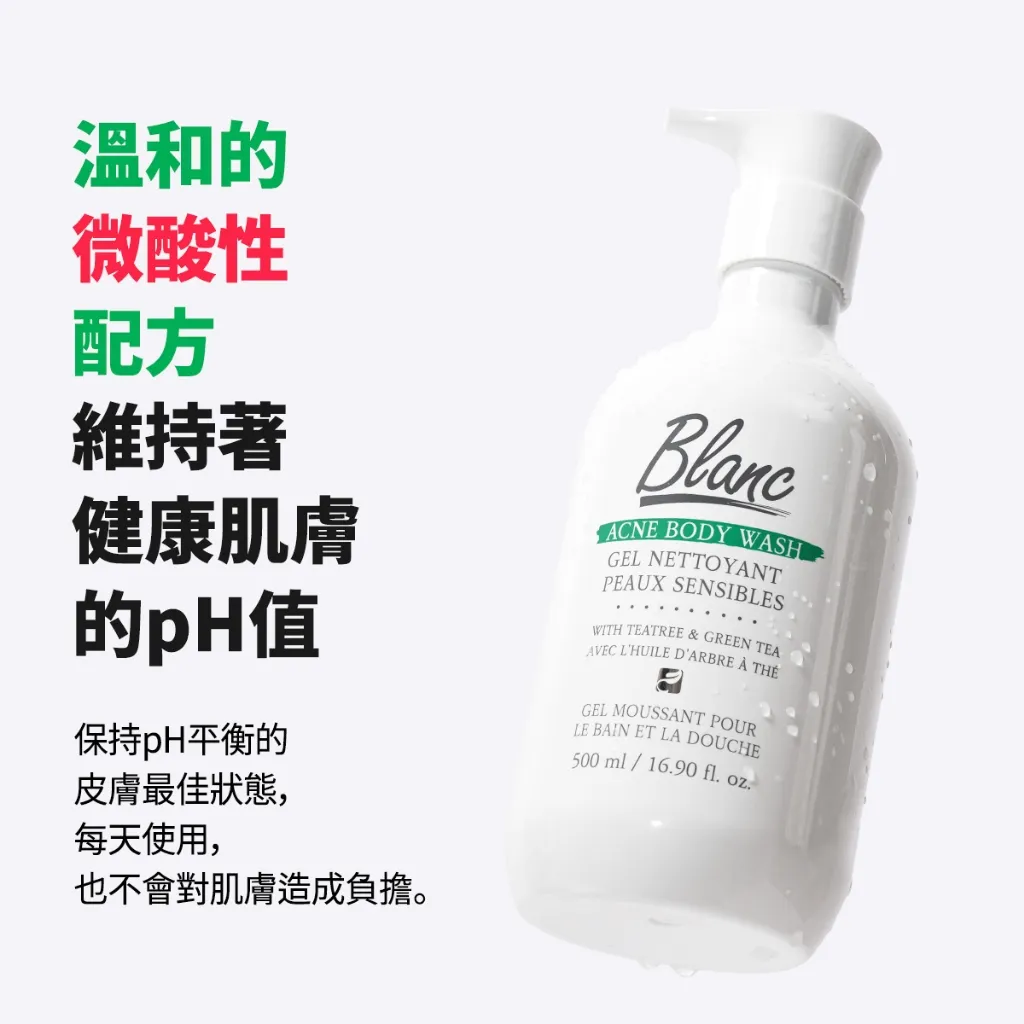 溫和的
微酸性
配方
維持著
健康肌膚
的pH值
保持pH平衡的
皮膚最佳狀態，
每天使用，
也不會對肌膚造成負擔。
Blanc
ACNE BODY WASH
GEL NETTOYANT
PEAUX SENSIBLES
WITH TEATREE & GREEN TEA
AVEC L'HUILE D'ARBRE À THÉ
GEL MOUSSANT POUR
LE BAIN ET LA DOUCHE
500 ml / 16.90 fl. oz.